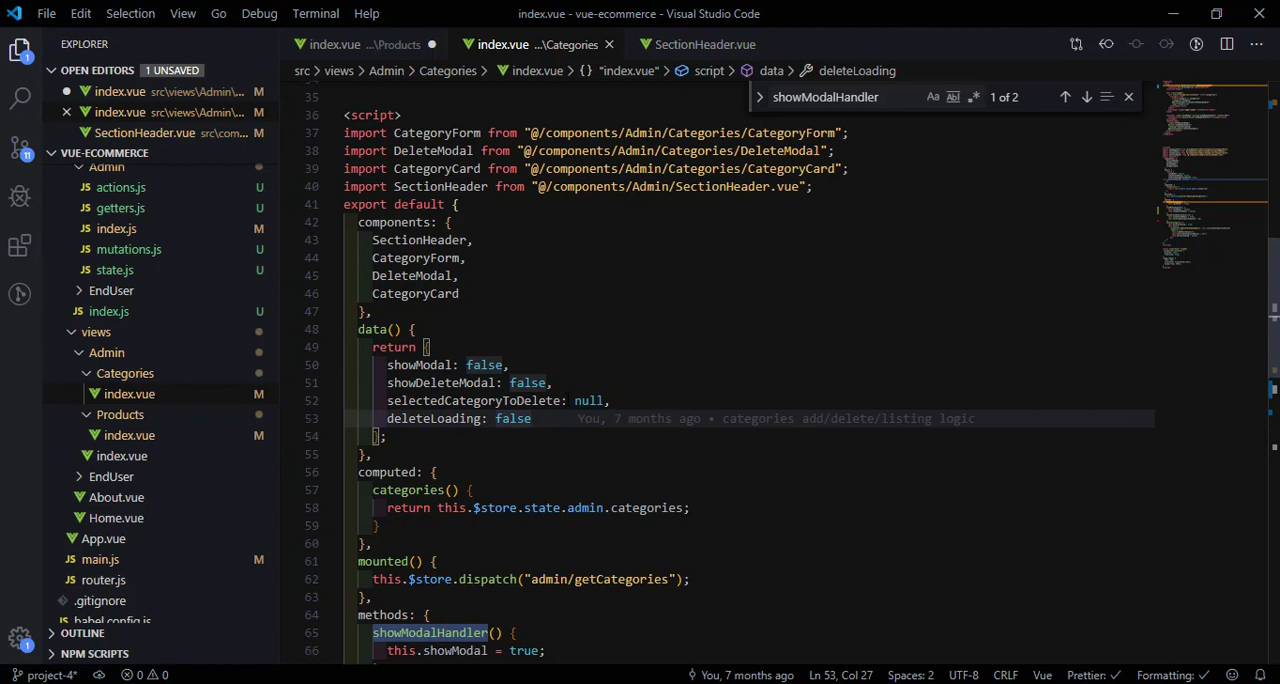 File Edit Selection View Go Debug Terminal Help
index.vue - vue-ecommerce - Visual Studio Code
EXPLORER
OPEN EDITORS 1 UNSAVED
index.vue src\views\Admin\... M
index.vue src\views\Admin\... M
SectionHeader.vue src\com... M
VUE-ECOMMERCE
Admin
actions.js U
getters.js U
index.js M
mutations.js U
state.js U
EndUser
index.js U
views
Admin
Categories
index.vue M
Products
index.vue M
index.vue
EndUser
About.vue
Home.vue
App.vue
main.js M
router.js
.gitignore
babel.config.js
OUTLINE
NPM SCRIPTS
1
11
1
index.vue ...\Products
index.vue ...\Categories
SectionHeader.vue
src > views > Admin > Categories > index.vue > {} "index.vue" > script > data > deleteLoading
showModalHandler Aa Abl .* 1 of 2
35
36 <script>
37 import CategoryForm from "@/components/Admin/Categories/CategoryForm";
38 import DeleteModal from "@/components/Admin/Categories/DeleteModal";
39 import CategoryCard from "@/components/Admin/Categories/CategoryCard";
40 import SectionHeader from "@/components/Admin/SectionHeader.vue";
41 export default {
42 components: {
43 SectionHeader,
44 CategoryForm,
45 DeleteModal,
46 CategoryCard
47 },
48 data() {
49 return {
50 showModal: false,
51 showDeleteModal: false,
52 selectedCategoryToDelete: null,
53 deleteLoading: false You, 7 months ago • categories add/delete/listing logic
54 };
55 },
56 computed: {
57 categories() {
58 return this.$store.state.admin.categories;
59 }
60 },
61 mounted() {
62 this.$store.dispatch("admin/getCategories");
63 },
64 methods: {
65 showModalHandler() {
66 this.showModal = true;
project-4* 0 0 You, 7 months ago Ln 53, Col 27 Spaces: 2 UTF-8 CRLF Vue Prettier: ✓ Formatting: ✓